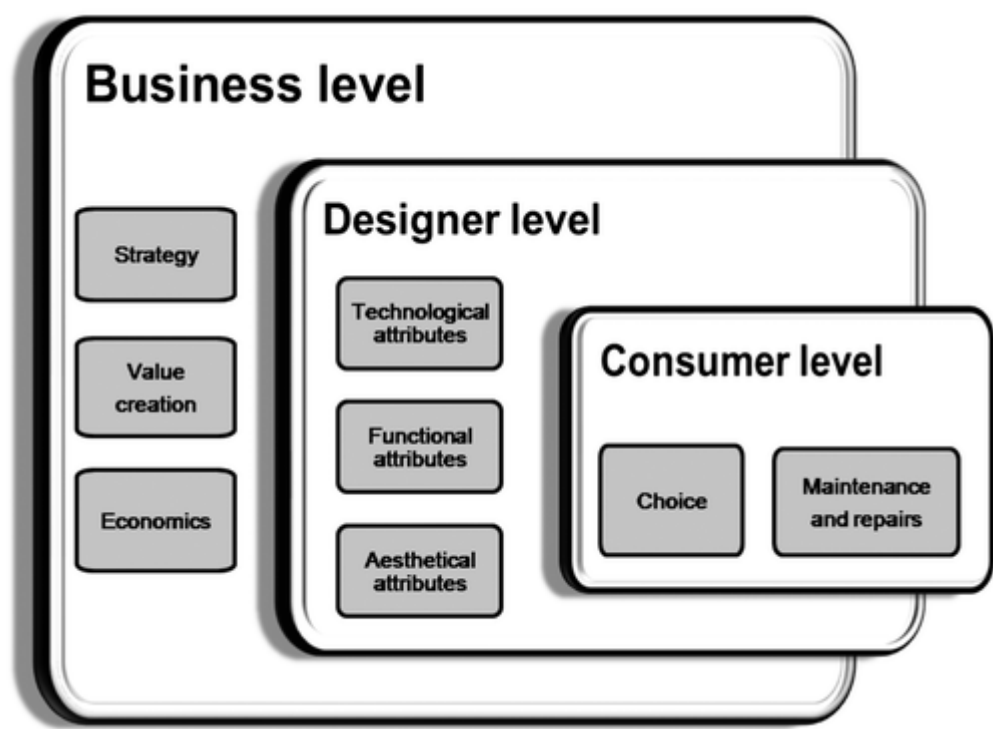 Business level
Strategy
Value
creation
Economics
Designer level
Technological
attributes
Functional
attributes
Aesthetical
attributes
Consumer level
Choice
Maintenance
and repairs